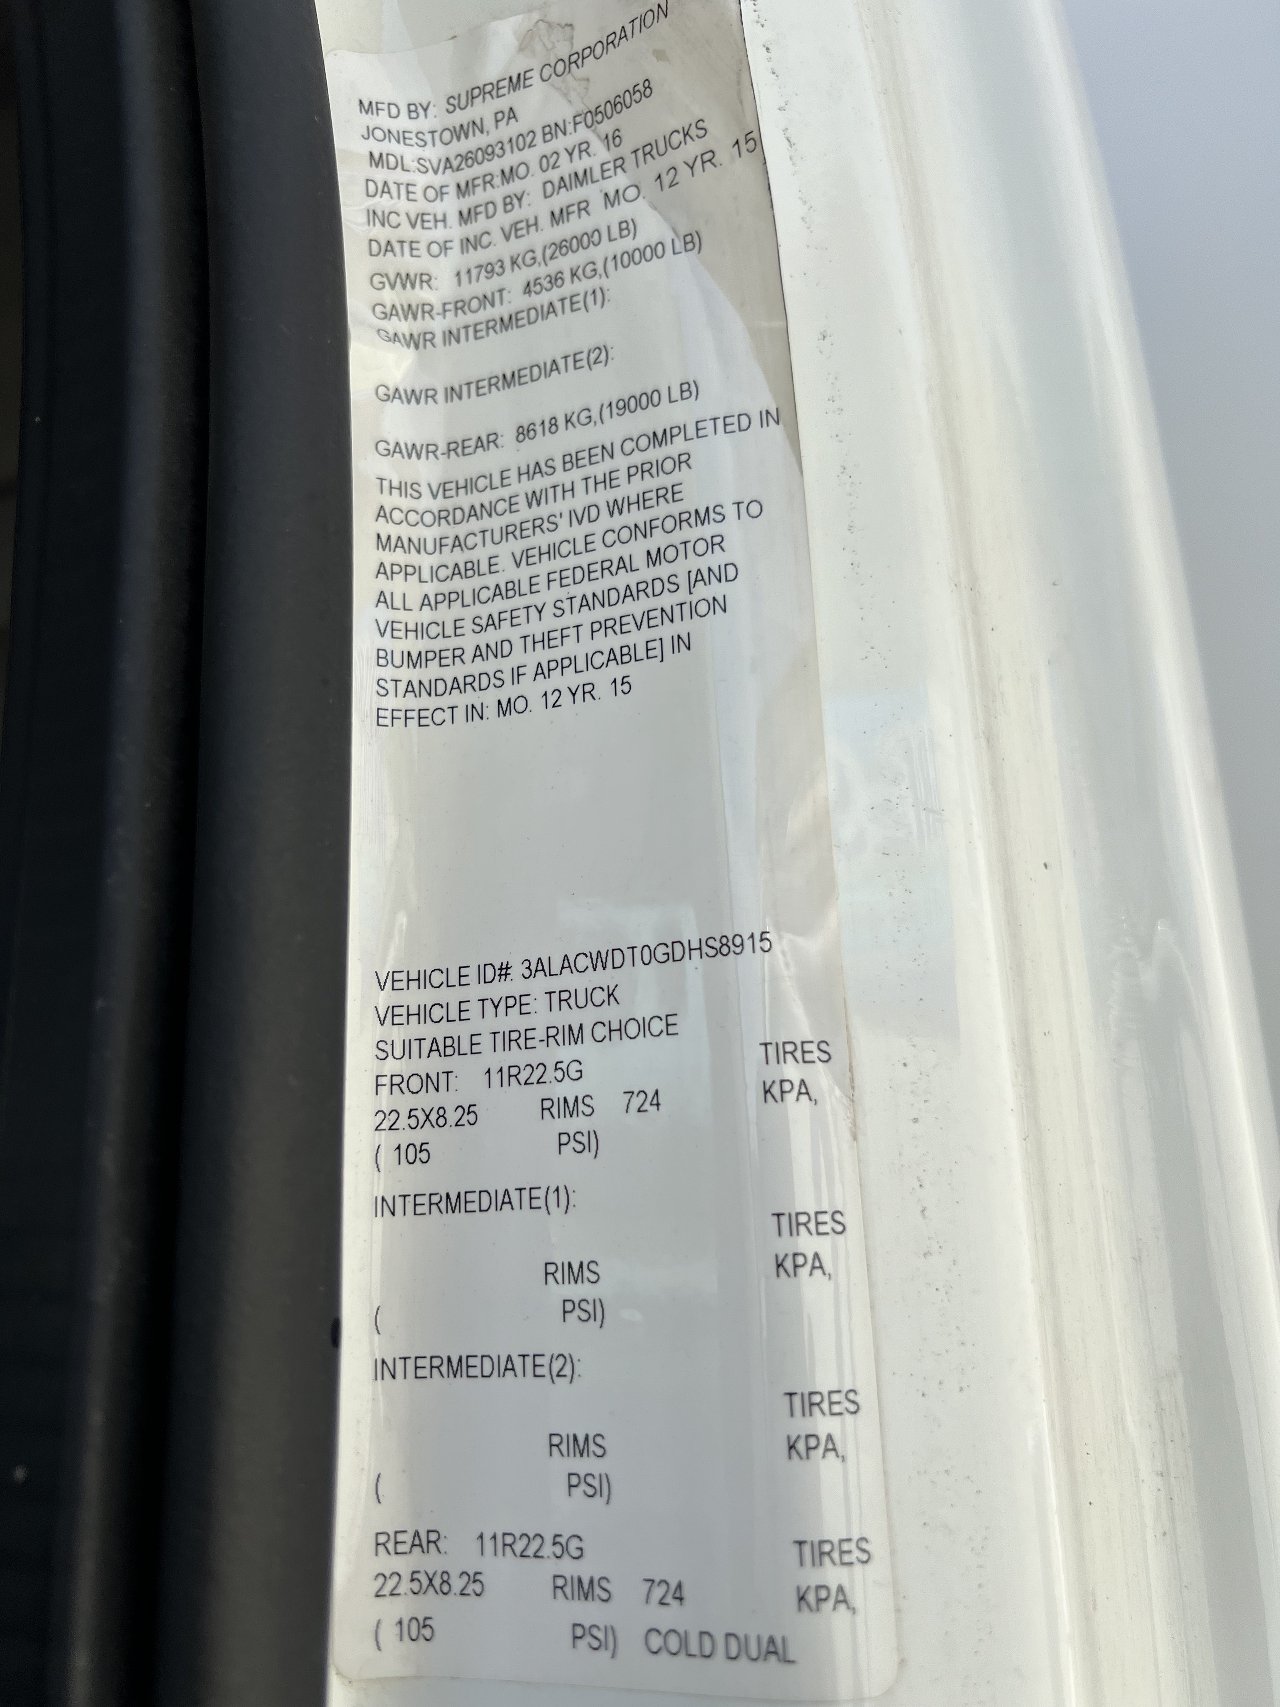 MFD BY: SUPREME CORPORATION
JONESTOWN, PA
MDL:SVA26093102 BN:F0506058
DATE OF MFR:MO. 02 YR. 16
INC VEH. MFD BY: DAIMLER TRUCKS
DATE OF INC. VEH. MFR MO. 12 YR. 15
GVWR: 11793 KG,(26000 LB)
GAWR-FRONT: 4536 KG,(10000 LB)
GAWR INTERMEDIATE(1):
GAWR INTERMEDIATE(2):
GAWR-REAR: 8618 KG,(19000 LB)
THIS VEHICLE HAS BEEN COMPLETED IN
ACCORDANCE WITH THE PRIOR
MANUFACTURERS' IVD WHERE
APPLICABLE. VEHICLE CONFORMS TO
ALL APPLICABLE FEDERAL MOTOR
VEHICLE SAFETY STANDARDS [AND
BUMPER AND THEFT PREVENTION
STANDARDS IF APPLICABLE] IN
EFFECT IN: MO. 12 YR. 15
VEHICLE ID#: 3ALACWDT0GDHS8915
VEHICLE TYPE: TRUCK
SUITABLE TIRE-RIM CHOICE
FRONT: 11R22.5G TIRES
22.5X8.25 RIMS 724 KPA,
( 105 PSI)
INTERMEDIATE(1): TIRES
RIMS KPA,
( PSI)
INTERMEDIATE(2): TIRES
RIMS KPA,
( PSI)
REAR: 11R22.5G TIRES
22.5X8.25 RIMS 724 KPA,
( 105 PSI) COLD DUAL